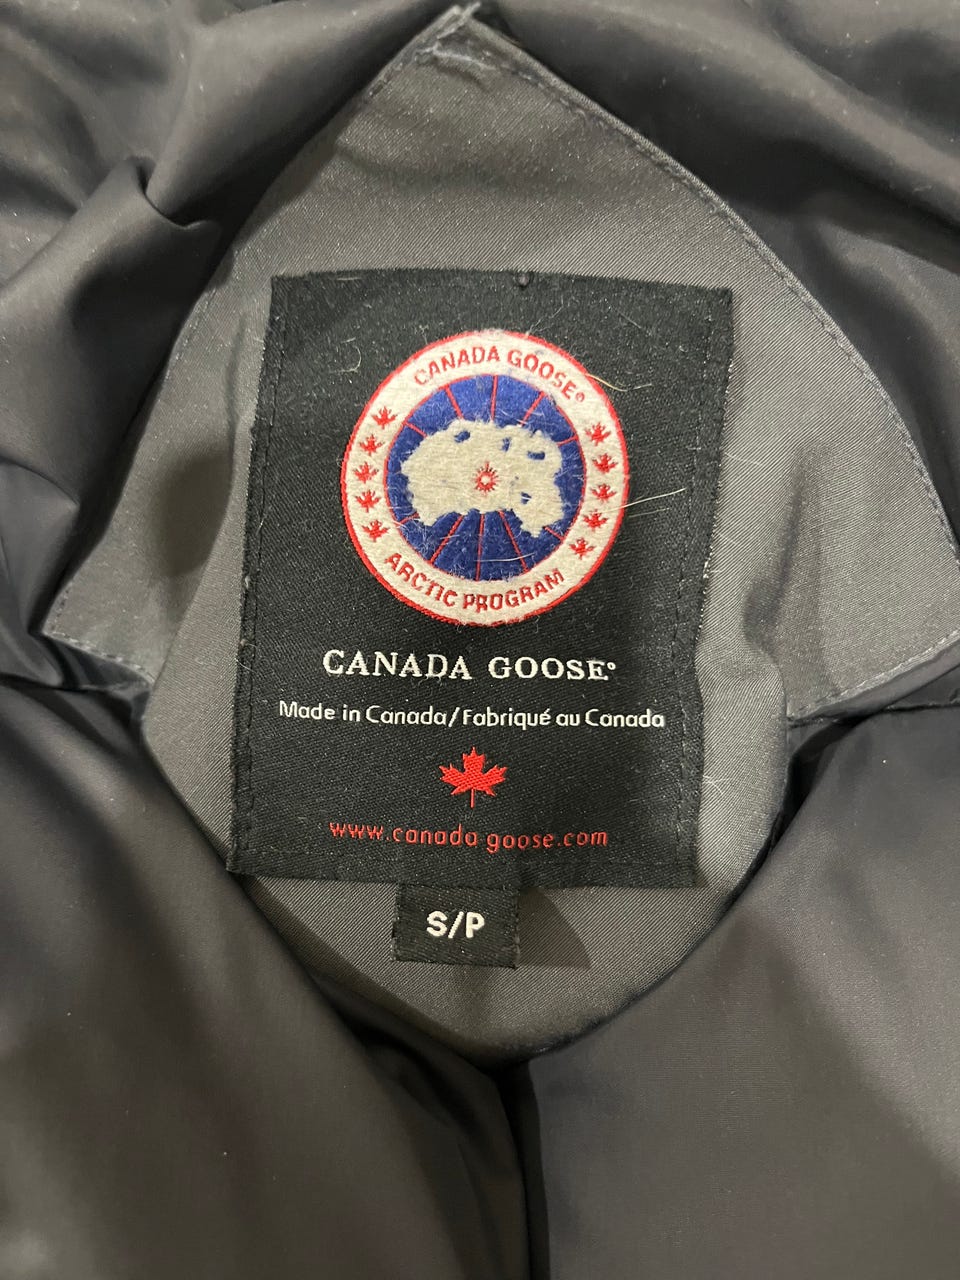 CANADA GOOSE®
ARCTIC PROGRAM
CANADA GOOSE®
Made in Canada/Fabriqué au Canada
www.canada-goose.com
S/P